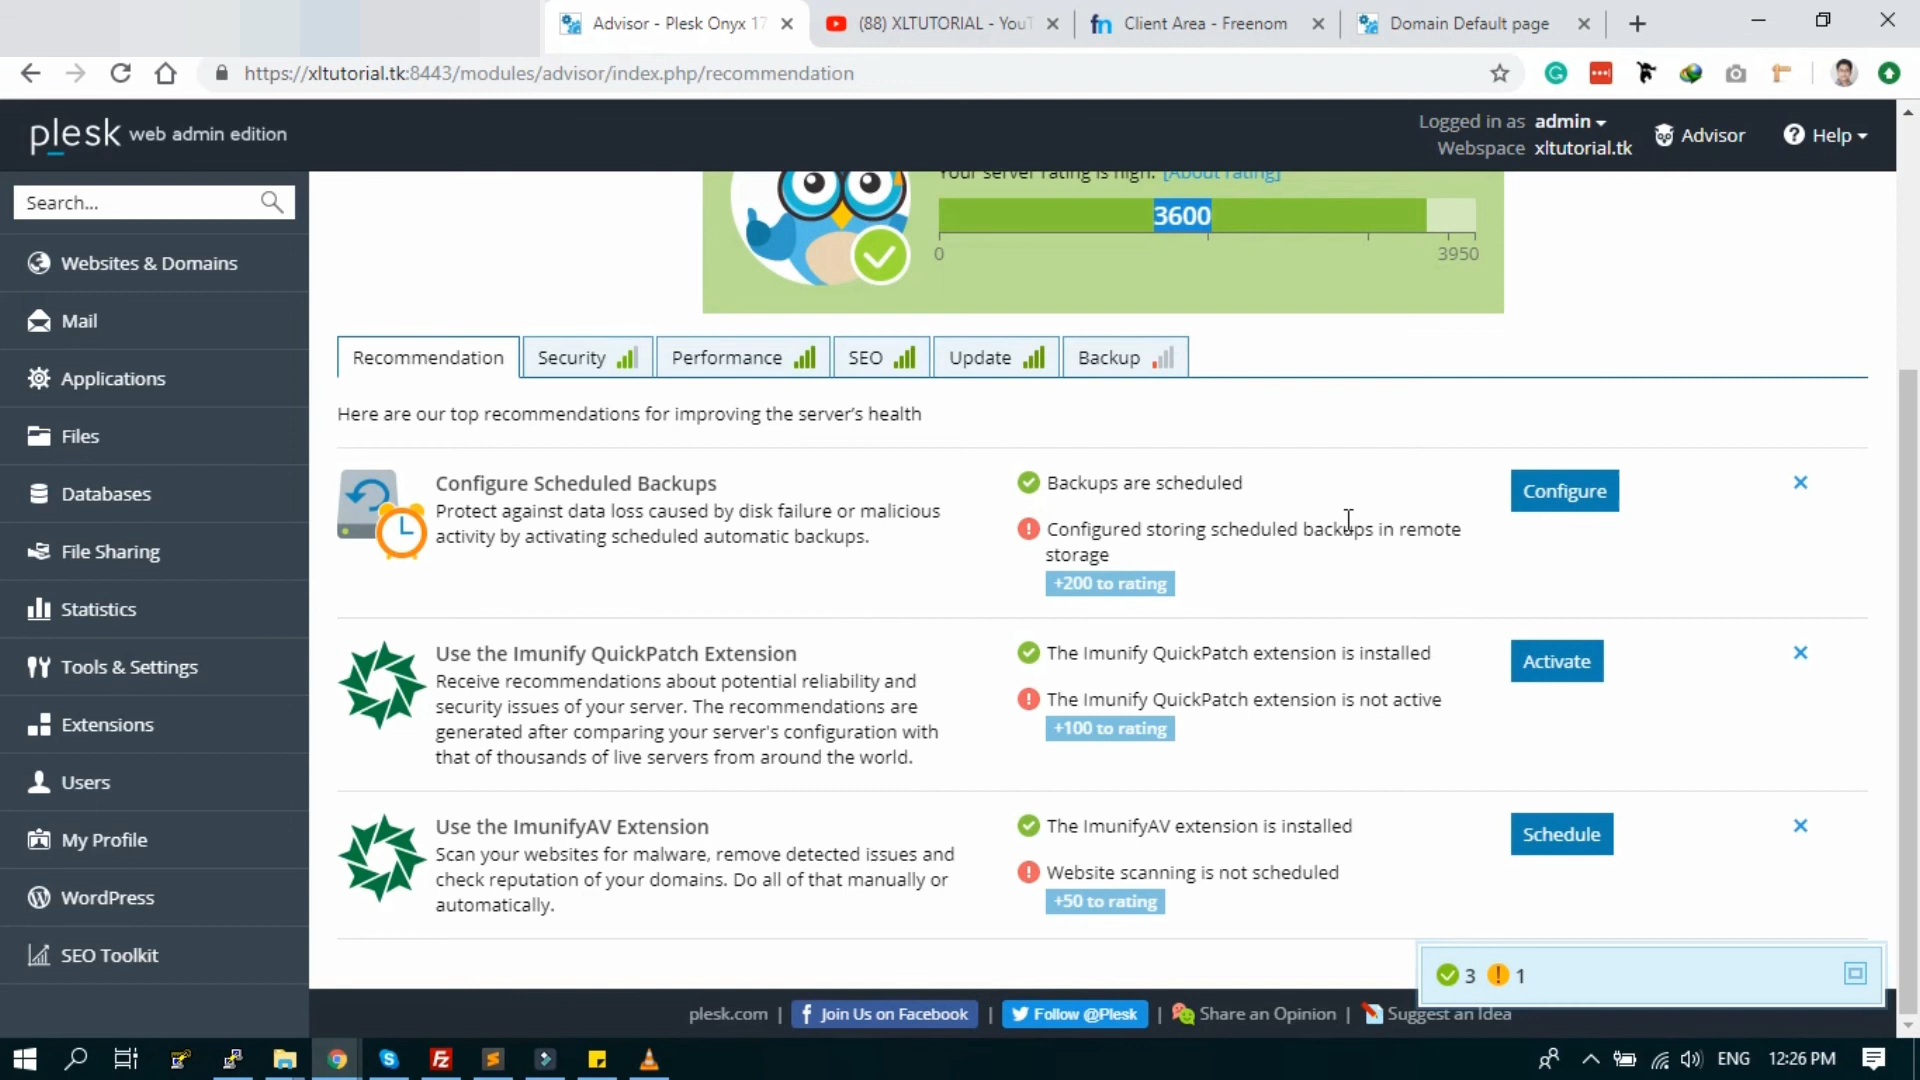 Advisor - Plesk Onyx 17
(88) XLTUTORIAL - YouT
Client Area - Freenom
Domain Default page
https://xltutorial.tk:8443/modules/advisor/index.php/recommendation
plesk web admin edition
Logged in as admin
Webspace xltutorial.tk
Advisor
Help
Search...
Websites & Domains
Mail
Applications
Files
Databases
File Sharing
Statistics
Tools & Settings
Extensions
Users
My Profile
WordPress
SEO Toolkit
Your server rating is high. [About rating]
3600
0
3950
Recommendation
Security
Performance
SEO
Update
Backup
Here are our top recommendations for improving the server's health
Configure Scheduled Backups
Protect against data loss caused by disk failure or malicious
activity by activating scheduled automatic backups.
Backups are scheduled
Configured storing scheduled backups in remote
storage
+200 to rating
Configure
Use the Imunify QuickPatch Extension
Receive recommendations about potential reliability and
security issues of your server. The recommendations are
generated after comparing your server's configuration with
that of thousands of live servers from around the world.
The Imunify QuickPatch extension is installed
The Imunify QuickPatch extension is not active
+100 to rating
Activate
Use the ImunifyAV Extension
Scan your websites for malware, remove detected issues and
check reputation of your domains. Do all of that manually or
automatically.
The ImunifyAV extension is installed
Website scanning is not scheduled
+50 to rating
Schedule
3
1
plesk.com | Join Us on Facebook | Follow @Plesk | Share an Opinion | Suggest an Idea
ENG 12:26 PM